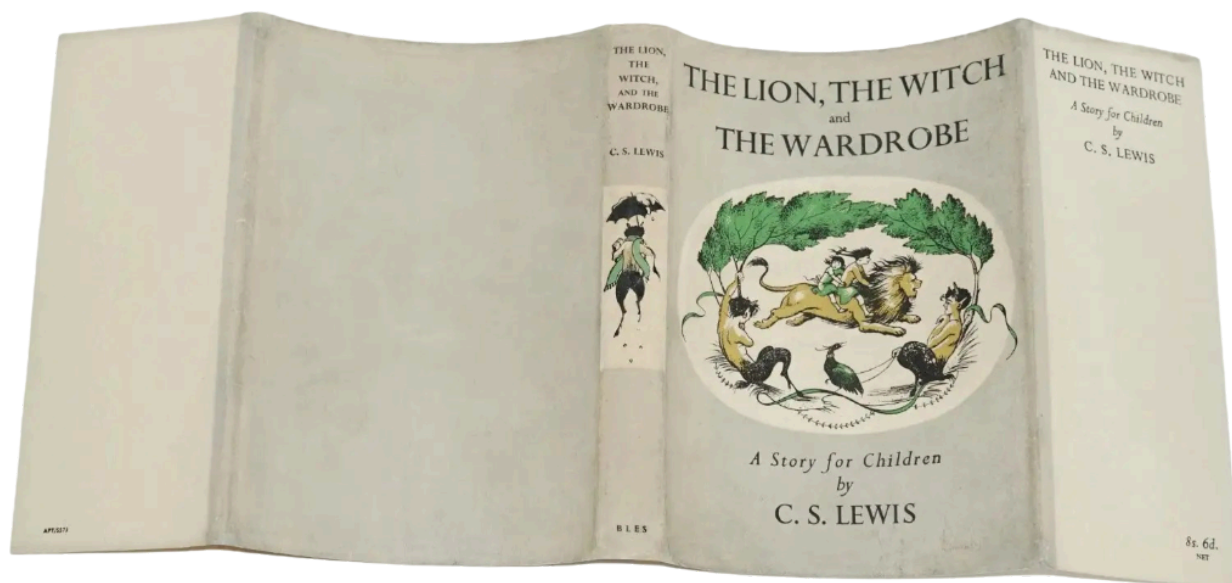 THE LION,
THE
WITCH,
AND THE
WARDROBE
C. S. LEWIS
BLES
THE LION, THE WITCH
and
THE WARDROBE
A Story for Children
by
C. S. LEWIS
THE LION, THE WITCH
AND THE WARDROBE
A Story for Children
by
C. S. LEWIS
8s. 6d.
NET